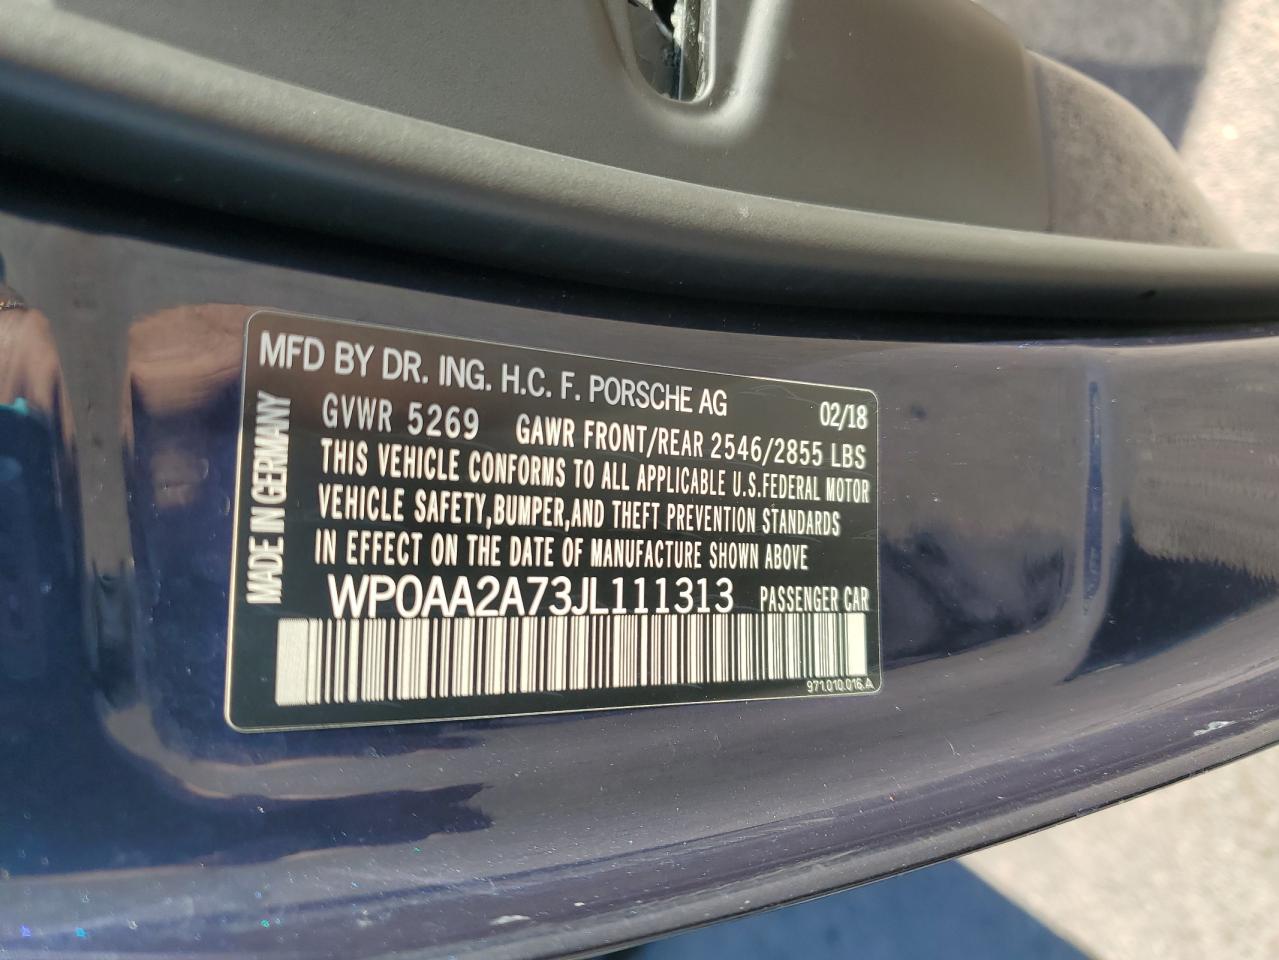 MFD BY DR. ING. H.C. F. PORSCHE AG 02/18
GVWR 5269 GAWR FRONT/REAR 2546/2855 LBS
THIS VEHICLE CONFORMS TO ALL APPLICABLE U.S.FEDERAL MOTOR
VEHICLE SAFETY,BUMPER,AND THEFT PREVENTION STANDARDS
IN EFFECT ON THE DATE OF MANUFACTURE SHOWN ABOVE
WP0AA2A73JL111313 PASSENGER CAR
971.010.016.A
MADE IN GERMANY